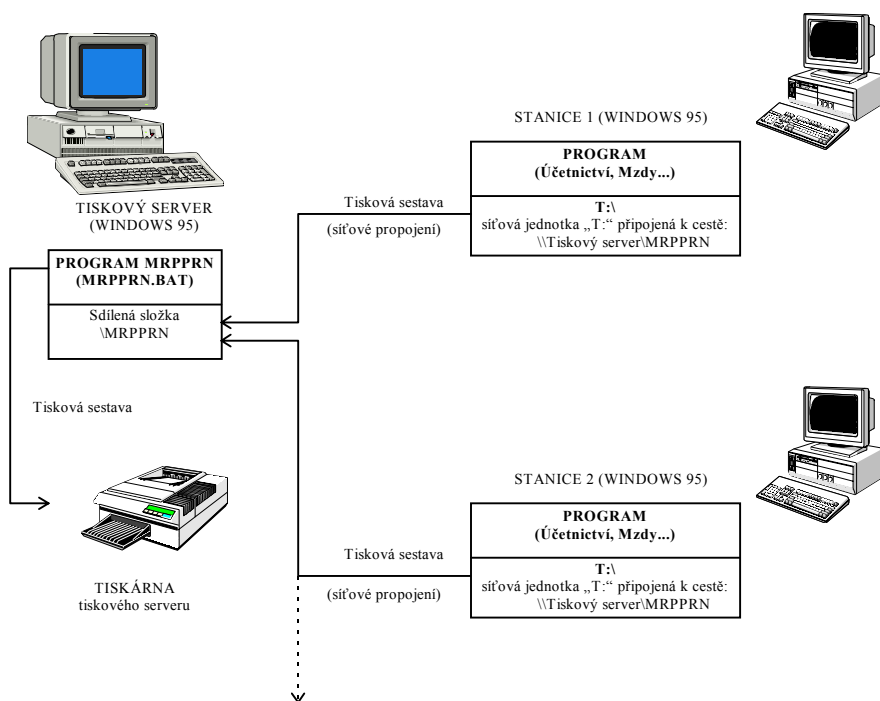 TISKOVÝ SERVER
(WINDOWS 95)
PROGRAM MRPPRN
(MRPPRN.BAT)
Sdílená složka
\MRPPRN
Tisková sestava
TISKÁRNA
tiskového serveru
Tisková sestava
(síťové propojení)
STANICE 1 (WINDOWS 95)
PROGRAM
(Účetnictví, Mzdy...)
T:\
síťová jednotka „T:“ připojená k cestě:
\\Tiskový server\MRPPRN
Tisková sestava
(síťové propojení)
STANICE 2 (WINDOWS 95)
PROGRAM
(Účetnictví, Mzdy...)
T:\
síťová jednotka „T:“ připojená k cestě:
\\Tiskový server\MRPPRN